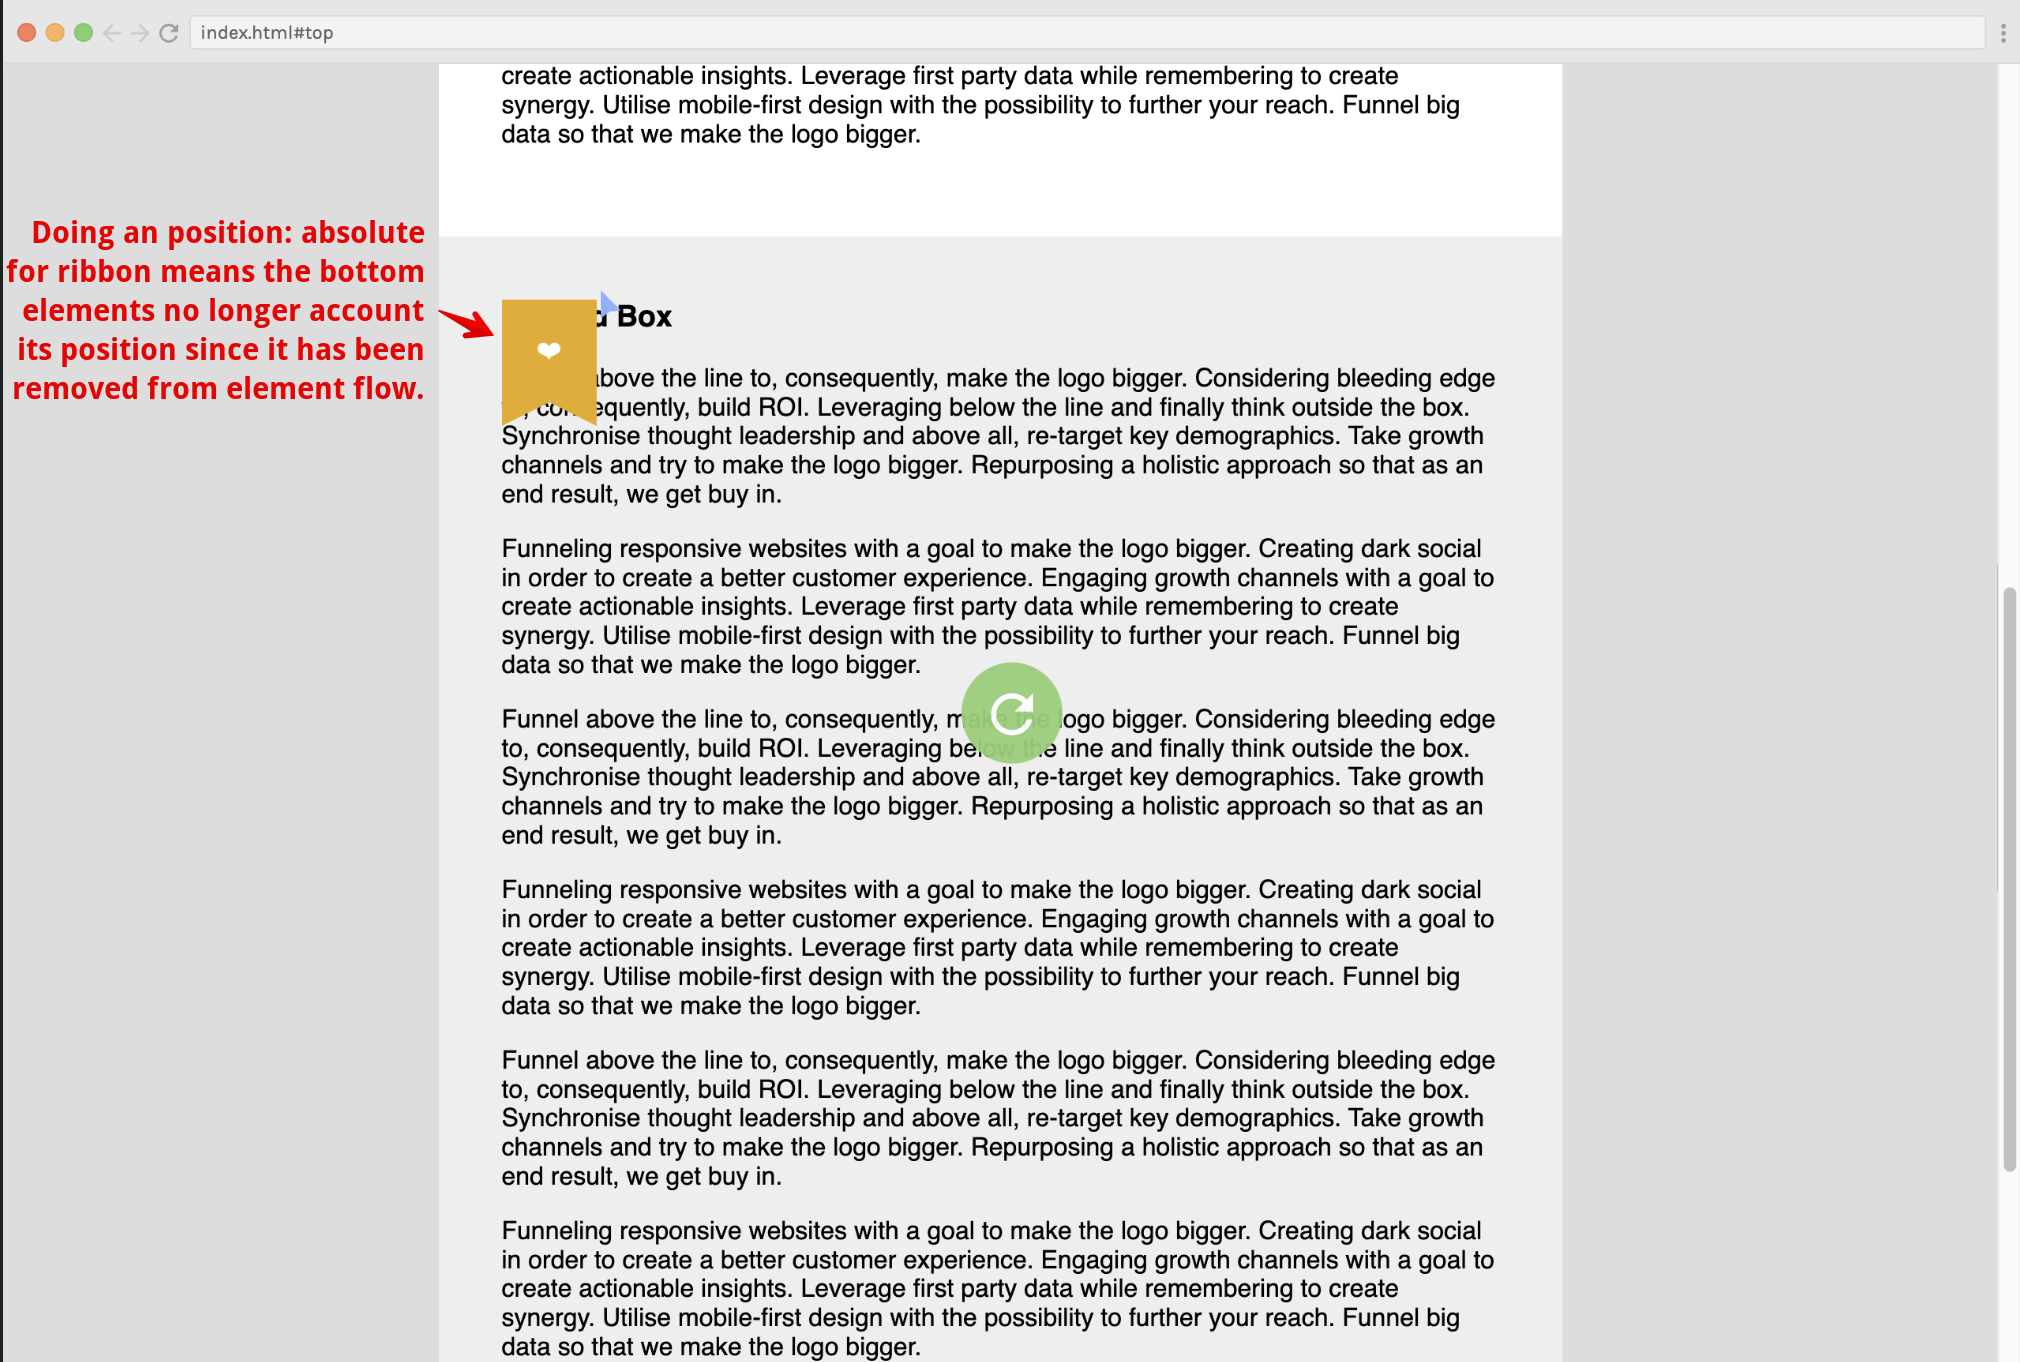 index.html#top
create actionable insights. Leverage first party data while remembering to create
synergy. Utilise mobile-first design with the possibility to further your reach. Funnel big
data so that we make the logo bigger.
Doing an position: absolute
for ribbon means the bottom
elements no longer account
its position since it has been
removed from element flow.
Box
above the line to, consequently, make the logo bigger. Considering bleeding edge
consequently, build ROI. Leveraging below the line and finally think outside the box.
Synchronise thought leadership and above all, re-target key demographics. Take growth
channels and try to make the logo bigger. Repurposing a holistic approach so that as an
end result, we get buy in.
Funneling responsive websites with a goal to make the logo bigger. Creating dark social
in order to create a better customer experience. Engaging growth channels with a goal to
create actionable insights. Leverage first party data while remembering to create
synergy. Utilise mobile-first design with the possibility to further your reach. Funnel big
data so that we make the logo bigger.
Funnel above the line to, consequently, make the logo bigger. Considering bleeding edge
to, consequently, build ROI. Leveraging below the line and finally think outside the box.
Synchronise thought leadership and above all, re-target key demographics. Take growth
channels and try to make the logo bigger. Repurposing a holistic approach so that as an
end result, we get buy in.
Funneling responsive websites with a goal to make the logo bigger. Creating dark social
in order to create a better customer experience. Engaging growth channels with a goal to
create actionable insights. Leverage first party data while remembering to create
synergy. Utilise mobile-first design with the possibility to further your reach. Funnel big
data so that we make the logo bigger.
Funnel above the line to, consequently, make the logo bigger. Considering bleeding edge
to, consequently, build ROI. Leveraging below the line and finally think outside the box.
Synchronise thought leadership and above all, re-target key demographics. Take growth
channels and try to make the logo bigger. Repurposing a holistic approach so that as an
end result, we get buy in.
Funneling responsive websites with a goal to make the logo bigger. Creating dark social
in order to create a better customer experience. Engaging growth channels with a goal to
create actionable insights. Leverage first party data while remembering to create
synergy. Utilise mobile-first design with the possibility to further your reach. Funnel big
data so that we make the logo bigger.